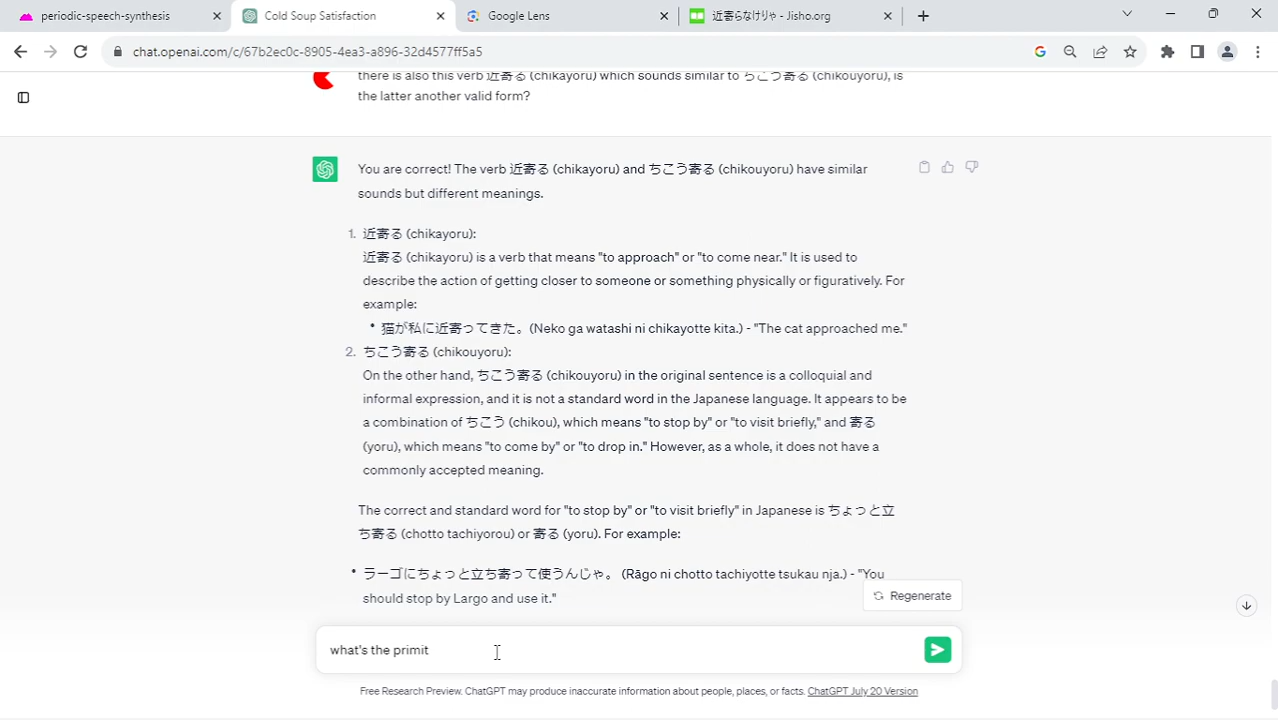 periodic-speech-synthesis
Cold Soup Satisfaction
Google Lens
近寄らなけりゃ - Jisho.org
chat.openai.com/c/67b2ec0c-8905-4ea3-a896-32d4577ff5a5
there is also this verb 近寄る (chikayoru) which sounds similar to ちこう寄る (chikouyoru), is
the latter another valid form?
You are correct! The verb 近寄る (chikayoru) and ちこう寄る (chikouyoru) have similar
sounds but different meanings.
1. 近寄る (chikayoru):
近寄る (chikayoru) is a verb that means "to approach" or "to come near." It is used to
describe the action of getting closer to someone or something physically or figuratively. For
example:
• 猫が私に近寄ってきた。(Neko ga watashi ni chikayotte kita.) - "The cat approached me."
2. ちこう寄る (chikouyoru):
On the other hand, ちこう寄る (chikouyoru) in the original sentence is a colloquial and
informal expression, and it is not a standard word in the Japanese language. It appears to be
a combination of ちこう (chikou), which means "to stop by" or "to visit briefly," and 寄る
(yoru), which means "to come by" or "to drop in." However, as a whole, it does not have a
commonly accepted meaning.
The correct and standard word for "to stop by" or "to visit briefly" in Japanese is ちょっと立
ち寄る (chotto tachiyorou) or 寄る (yoru). For example:
• ラーゴにちょっと立ち寄って使うんじゃ。(Rāgo ni chotto tachiyotte tsukau nja.) - "You
should stop by Largo and use it."
Regenerate
what's the primit
Free Research Preview. ChatGPT may produce inaccurate information about people, places, or facts. ChatGPT July 20 Version